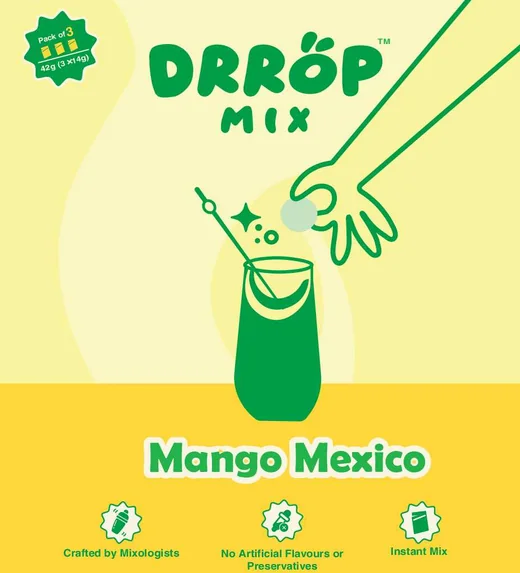 Pack of 3
42g (3 X14g)
DRRÖP™
MIX
Mango Mexico
Crafted by Mixologists
No Artificial Flavours or
Preservatives
Instant Mix